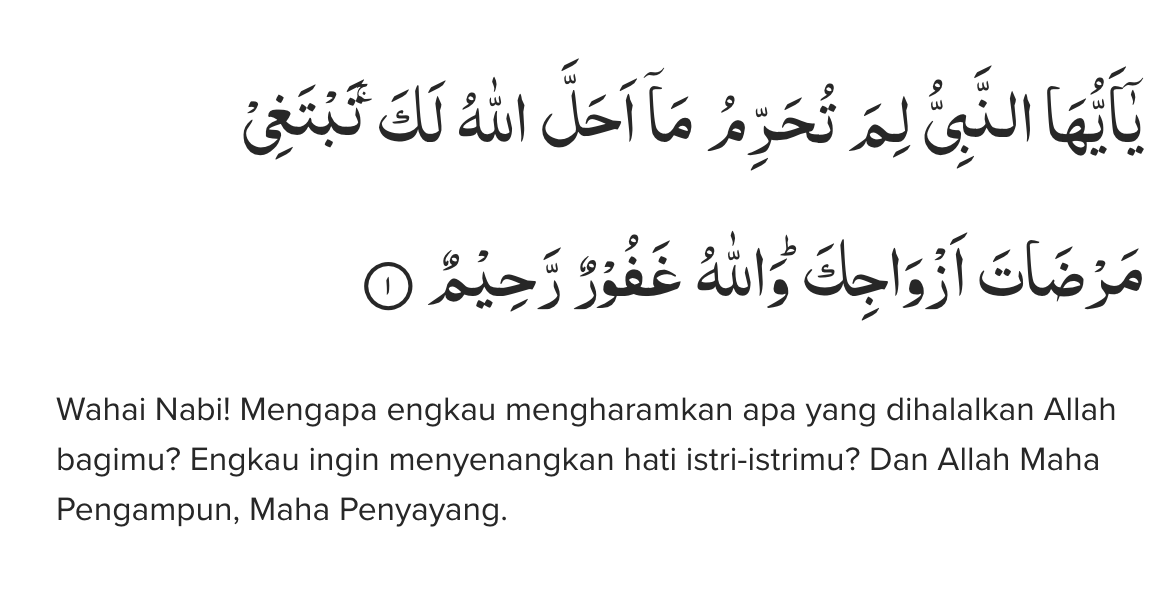 يٰٓاَيُّهَا النَّبِيُّ لِمَ تُحَرِّمُ مَآ اَحَلَّ اللّٰهُ لَكَۚ تَبْتَغِيْ
مَرْضَاتَ اَزْوَاجِكَۗ وَاللّٰهُ غَفُوْرٌ رَّحِيْمٌ ١
Wahai Nabi! Mengapa engkau mengharamkan apa yang dihalalkan Allah
bagimu? Engkau ingin menyenangkan hati istri-istrimu? Dan Allah Maha
Pengampun, Maha Penyayang.